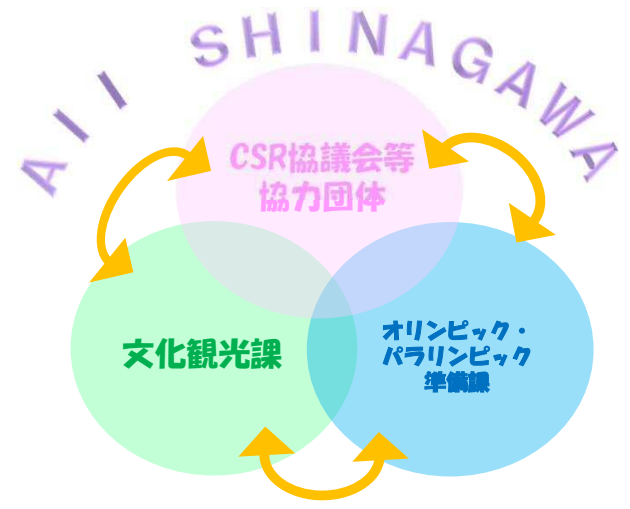 AII SHINAGAWA
CSR協議会等
協力団体
文化観光課
オリンピック・
パラリンピック
準備課